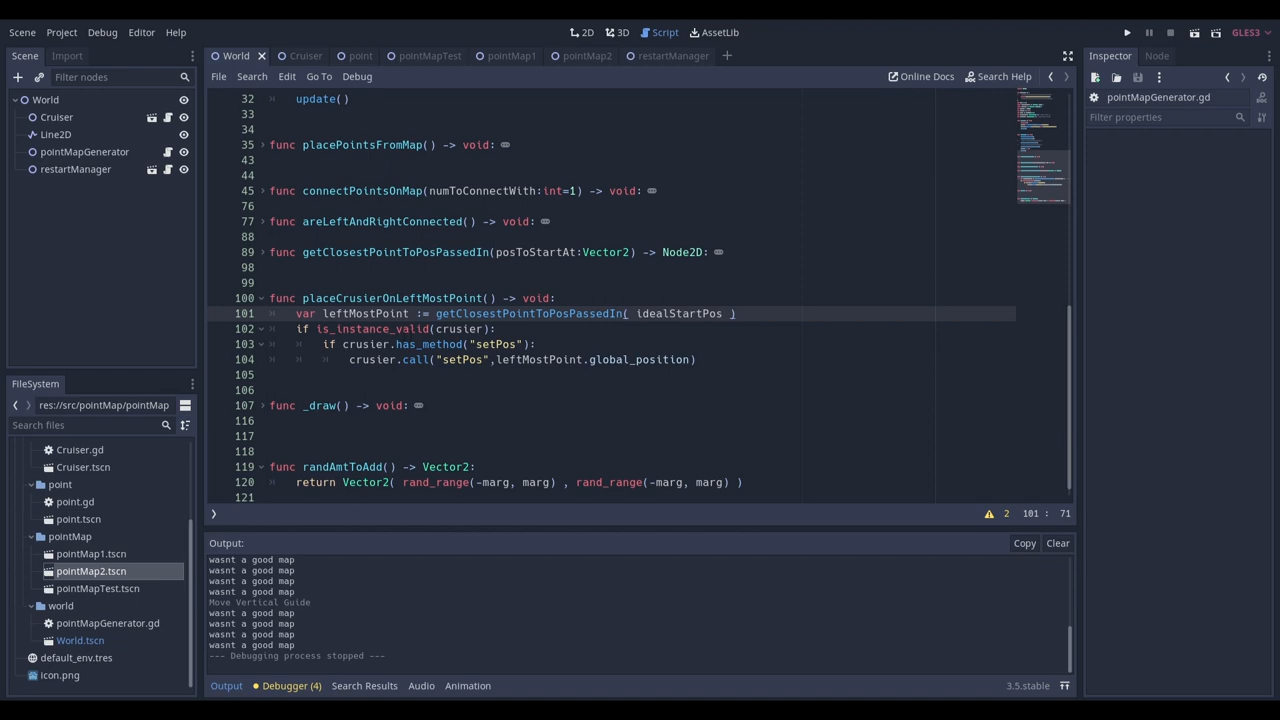 Scene Project Debug Editor Help
2D 3D Script AssetLib
GLES3
Scene Import
World Cruiser point pointMapTest pointMap1 pointMap2 restartManager
Inspector Node
Filter nodes
File Search Edit Go To Debug
Online Docs Search Help
pointMapGenerator.gd
Filter properties
World
Cruiser
Line2D
pointMapGenerator
restartManager
32 update()
33
34
35 func placePointsFromMap() -> void:
43
44
45 func connectPointsOnMap(numToConnectWith:int=1) -> void:
76
77 func areLeftAndRightConnected() -> void:
88
89 func getClosestPointToPosPassedIn(posToStartAt:Vector2) -> Node2D:
98
99
100 func placeCrusierOnLeftMostPoint() -> void:
101 var leftMostPoint := getClosestPointToPosPassedIn( idealStartPos )
102 if is_instance_valid(crusier):
103 if crusier.has_method("setPos"):
104 crusier.call("setPos",leftMostPoint.global_position)
105
106
107 func _draw() -> void:
116
117
118
119 func randAmtToAdd() -> Vector2:
120 return Vector2( rand_range(-marg, marg) , rand_range(-marg, marg) )
121
2 101 : 71
FileSystem
res://src/pointMap/pointMap
Search files
Cruiser.gd
Cruiser.tscn
point
point.gd
point.tscn
pointMap
pointMap1.tscn
pointMap2.tscn
pointMapTest.tscn
world
pointMapGenerator.gd
World.tscn
default_env.tres
icon.png
Output:
Copy Clear
wasnt a good map
wasnt a good map
wasnt a good map
wasnt a good map
Move Vertical Guide
wasnt a good map
wasnt a good map
wasnt a good map
wasnt a good map
--- Debugging process stopped ---
Output Debugger (4) Search Results Audio Animation
3.5.stable